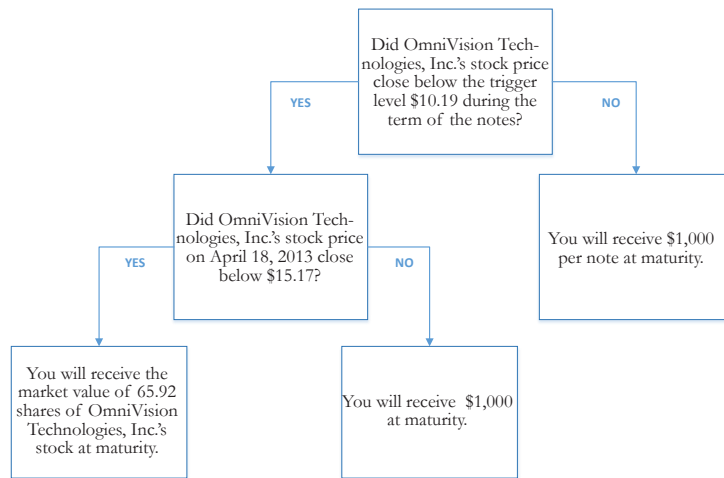 Did OmniVision Tech-
nologies, Inc.'s stock price
close below the trigger
level $10.19 during the
term of the notes?
YES
NO
Did OmniVision Tech-
nologies, Inc.'s stock price
on April 18, 2013 close
below $15.17?
You will receive $1,000
per note at maturity.
YES
NO
You will receive the
market value of 65.92
shares of OmniVision
Technologies, Inc.'s
stock at maturity.
You will receive $1,000
at maturity.